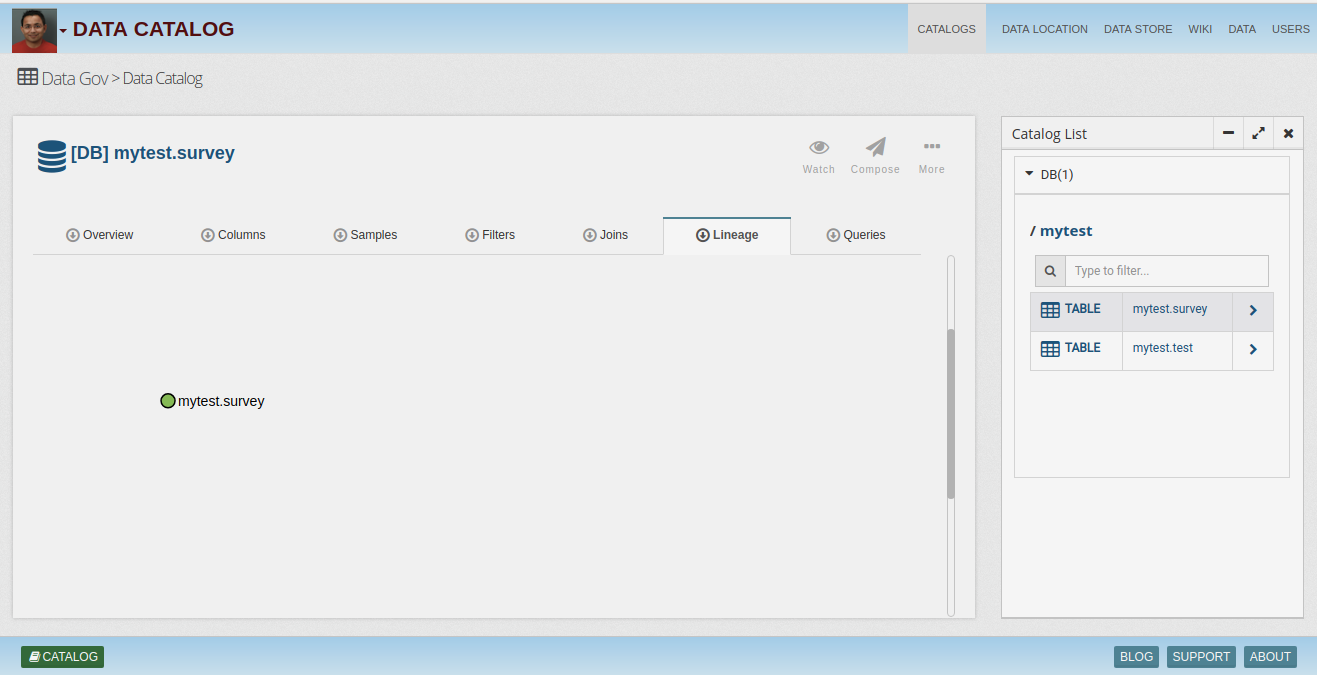 DATA CATALOG
CATALOGS DATA LOCATION DATA STORE WIKI DATA USERS
Data Gov > Data Catalog
[DB] mytest.survey
Watch Compose More
Overview Columns Samples Filters Joins Lineage Queries
mytest.survey
Catalog List
DB(1)
/ mytest
Type to filter...
TABLE mytest.survey
TABLE mytest.test
CATALOG
BLOG SUPPORT ABOUT